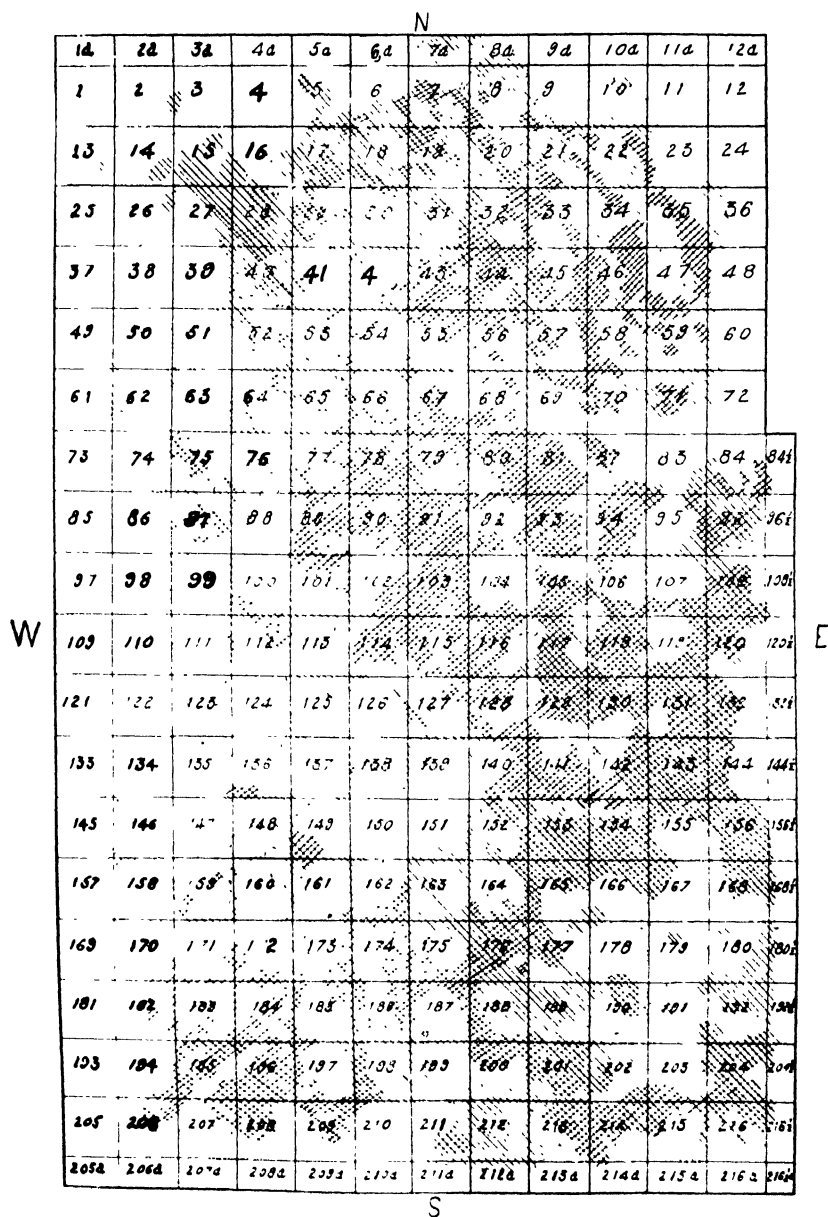 N
1a 2a 3a 4a 5a 6a 7a 8a 9a 10a 11a 12a
1 2 3 4 5 6 7 8 9 10 11 12
13 14 15 16 17 18 19 20 21 22 23 24
25 26 27 28 30 31 32 33 34 35 36
37 38 39 41 4 43 44 45 46 47 48
49 50 51 52 53 54 55 56 57 58 59 60
61 62 63 64 65 66 67 68 69 70 71 72
73 74 75 76 77 78 79 80 81 83 84 84i
85 86 87 88 89 90 91 92 93 94 95 96 96i
97 98 99 100 101 102 103 104 105 106 107 108 108i
W 109 110 111 112 113 114 115 116 117 118 119 120 120i E
121 122 123 124 125 126 127 128 129 130 131 132
133 134 135 136 137 138 139 140 141 142 143 144 144i
145 146 147 148 149 150 151 152 153 154 155 156 156i
157 158 159 160 161 162 163 164 165 166 167 168 168i
169 170 171 172 173 174 175 176 177 178 179 180 180i
181 182 183 184 185 186 187 188 189 190 191 192
193 194 195 196 197 198 199 200 201 202 203 204
205 206 207 208 209 210 211 212 213 214 215 216 216i
205a 206a 207a 208a 209a 210a 211a 212a 213a 214a 215a 216a
S